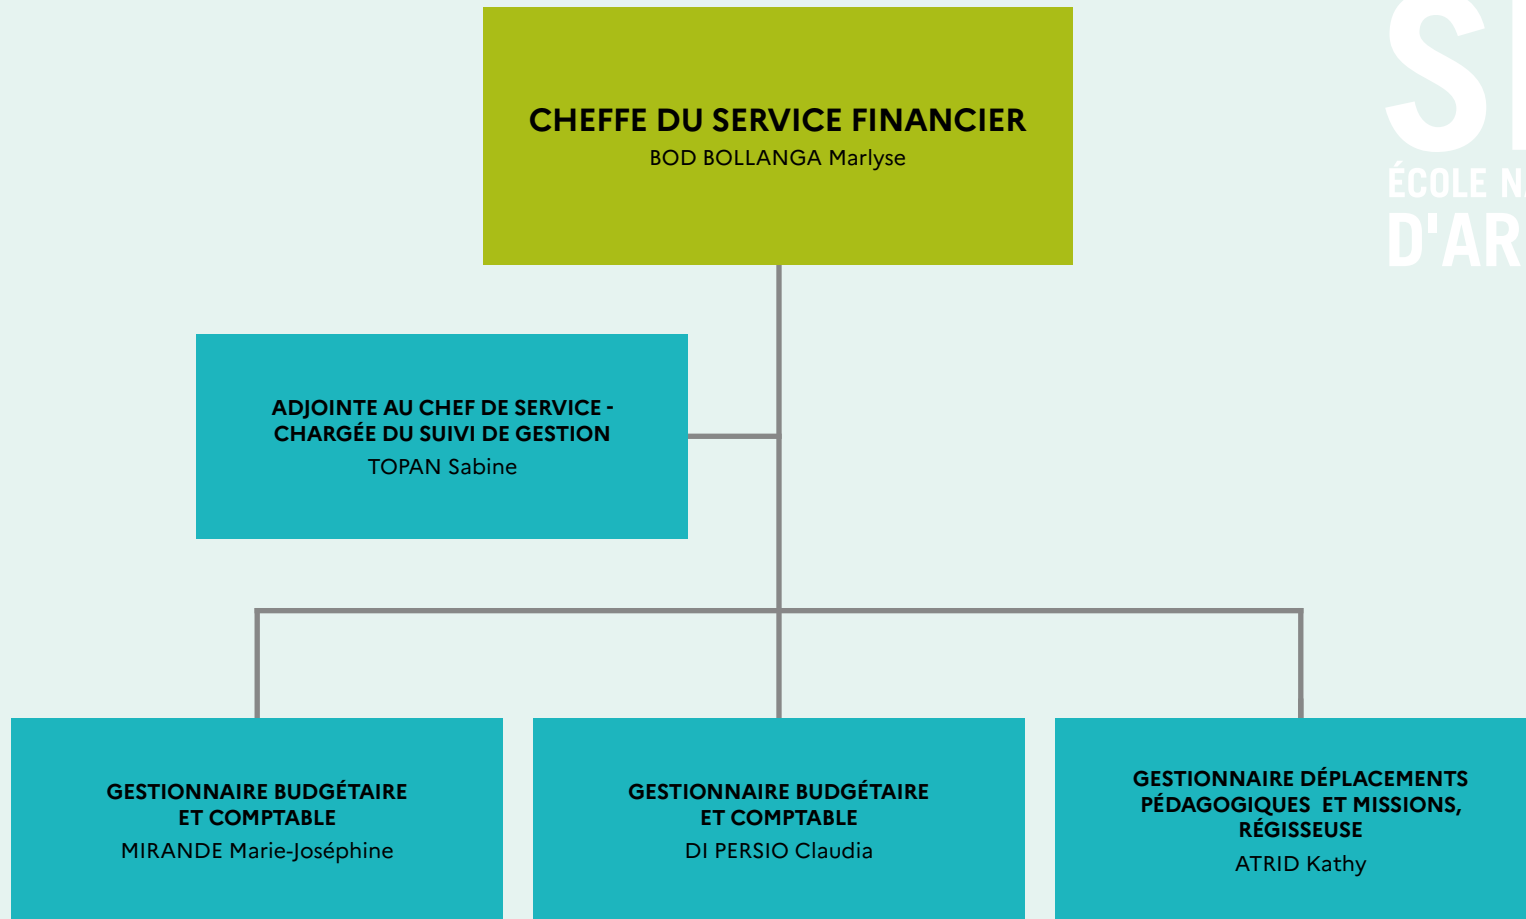 CHEFFE DU SERVICE FINANCIER
BOD BOLLANGA Marlyse
ÉCOLE
ADJOINTE AU CHEF DE SERVICE -
CHARGÉE DU SUIVI DE GESTION
TOPAN Sabine
GESTIONNAIRE BUDGÉTAIRE
ET COMPTABLE
MIRANDE Marie-Joséphine
GESTIONNAIRE BUDGÉTAIRE
ET COMPTABLE
DI PERSIO Claudia
GESTIONNAIRE DÉPLACEMENTS
PÉDAGOGIQUES ET MISSIONS,
RÉGISSEUSE
ATRID Kathy